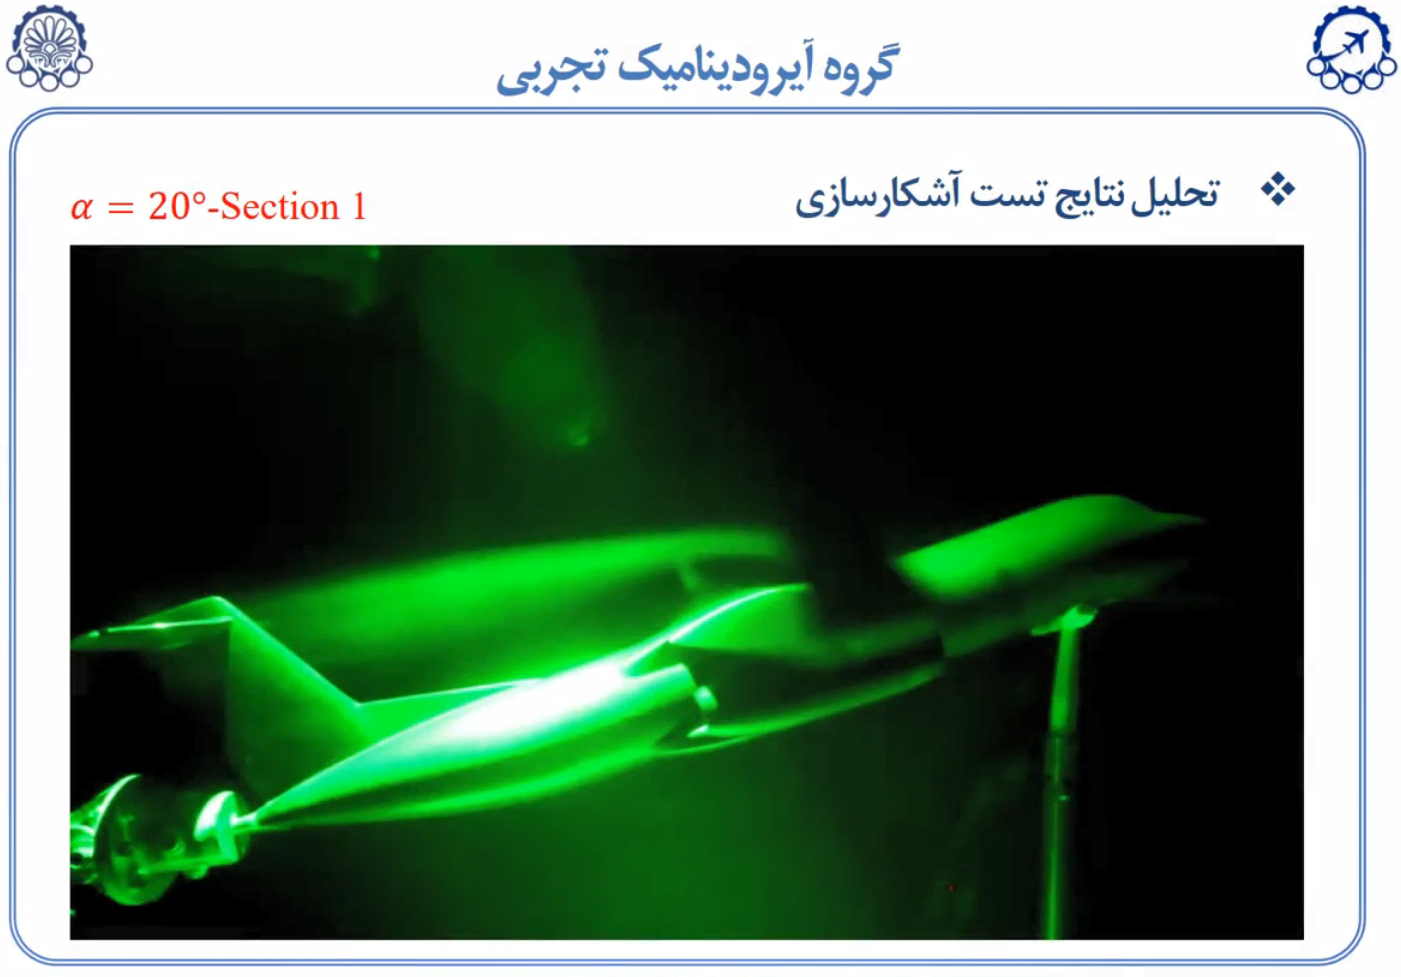 گروه آیرودینامیک تجربی
❖ تحلیل نتایج تست آشکارسازی
α = 20°-Section 1